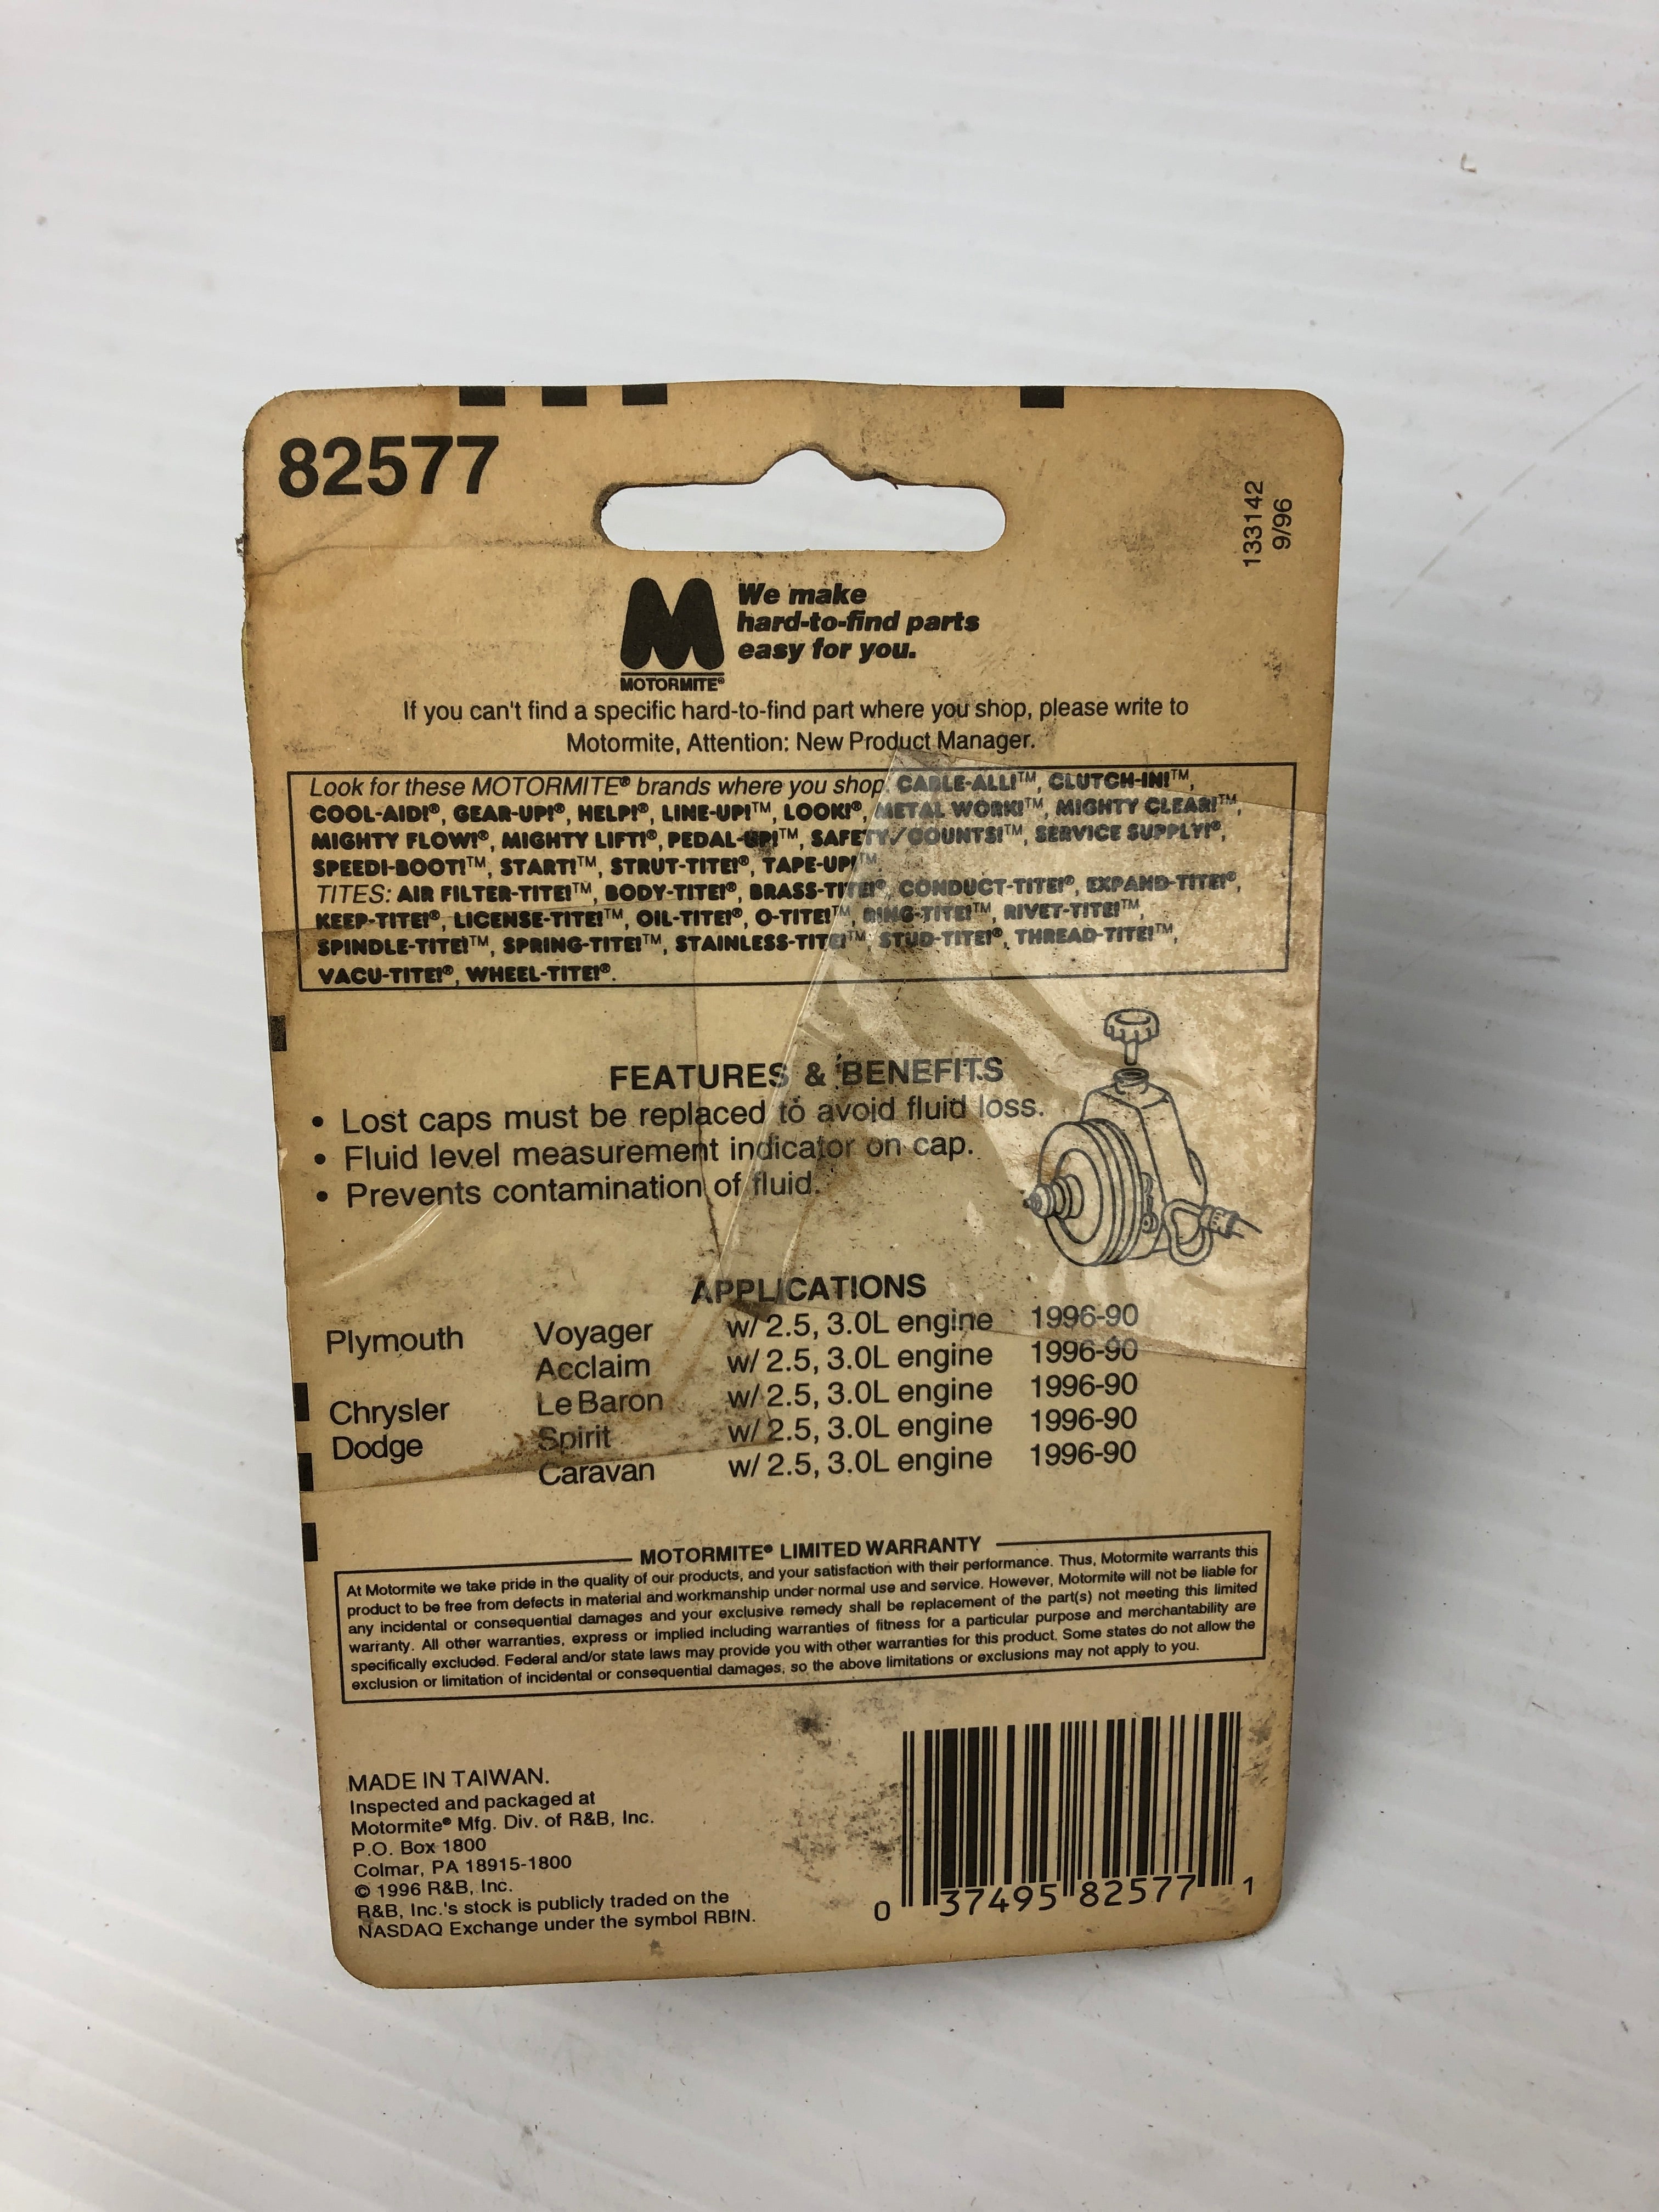 82577
133142
9/96
We make
hard-to-find parts
easy for you.
MOTORMITE®
If you can't find a specific hard-to-find part where you shop, please write to
Motormite, Attention: New Product Manager.
Look for these MOTORMITE® brands where you shop: CABLE-ALL!™, CLUTCH-IN!™,
COOL-AID!®, GEAR-UP!®, HELP!®, LINE-UP!™, LOOK!®, METAL WORK!™, MIGHTY CLEAR!™,
MIGHTY FLOW!®, MIGHTY LIFT!®, PEDAL-UP!™, SAFETY/COUNTS!™, SERVICE SUPPLY!®,
SPEEDI-BOOT!™, START!™, STRUT-TITE!®, TAPE-UP!™
TITES: AIR FILTER-TITE!™, BODY-TITE!®, BRASS-TITE!®, CONDUCT-TITE!®, EXPAND-TITE!®,
KEEP-TITE!®, LICENSE-TITE!™, OIL-TITE!®, O-TITE!™, RING-TITE!™, RIVET-TITE!™,
SPINDLE-TITE!™, SPRING-TITE!™, STAINLESS-TITE!™, STUD-TITE!®, THREAD-TITE!™,
VACU-TITE!®, WHEEL-TITE!®.
FEATURES & BENEFITS
• Lost caps must be replaced to avoid fluid loss.
• Fluid level measurement indicator on cap.
• Prevents contamination of fluid.
APPLICATIONS
Plymouth Voyager w/ 2.5, 3.0L engine 1996-90
Acclaim w/ 2.5, 3.0L engine 1996-90
Chrysler Le Baron w/ 2.5, 3.0L engine 1996-90
Dodge Spirit w/ 2.5, 3.0L engine 1996-90
Caravan w/ 2.5, 3.0L engine 1996-90
MOTORMITE® LIMITED WARRANTY
At Motormite we take pride in the quality of our products, and your satisfaction with their performance. Thus, Motormite warrants this
product to be free from defects in material and workmanship under normal use and service. However, Motormite will not be liable for
any incidental or consequential damages and your exclusive remedy shall be replacement of the part(s) not meeting this limited
warranty. All other warranties, express or implied including warranties of fitness for a particular purpose and merchantability are
specifically excluded. Federal and/or state laws may provide you with other warranties for this product. Some states do not allow the
exclusion or limitation of incidental or consequential damages, so the above limitations or exclusions may not apply to you.
MADE IN TAIWAN.
Inspected and packaged at
Motormite® Mfg. Div. of R&B, Inc.
P.O. Box 1800
Colmar, PA 18915-1800
© 1996 R&B, Inc.
R&B, Inc.'s stock is publicly traded on the
NASDAQ Exchange under the symbol RBIN.
0 37495 82577 1